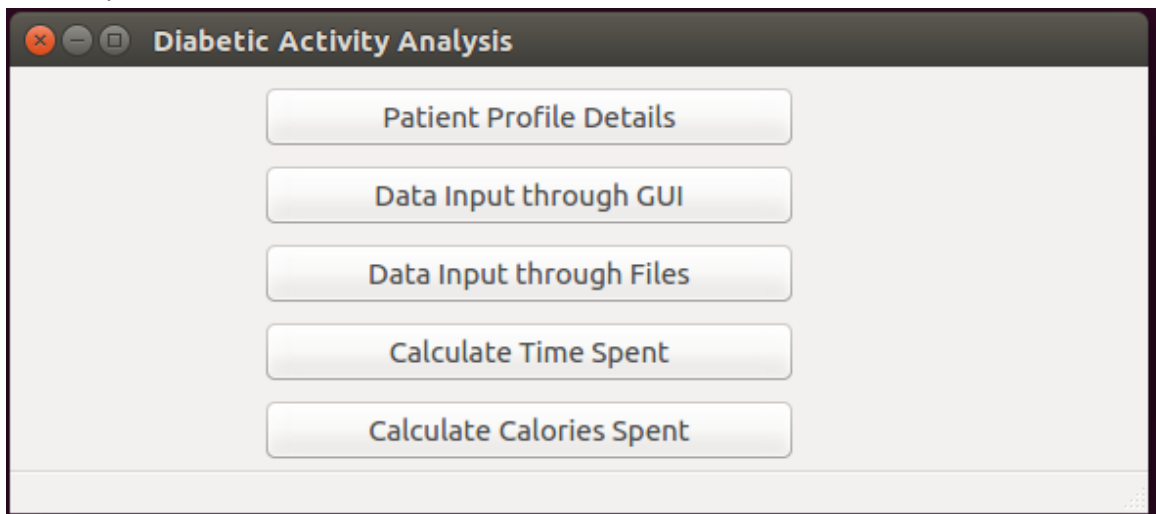 Diabetic Activity Analysis
Patient Profile Details
Data Input through GUI
Data Input through Files
Calculate Time Spent
Calculate Calories Spent